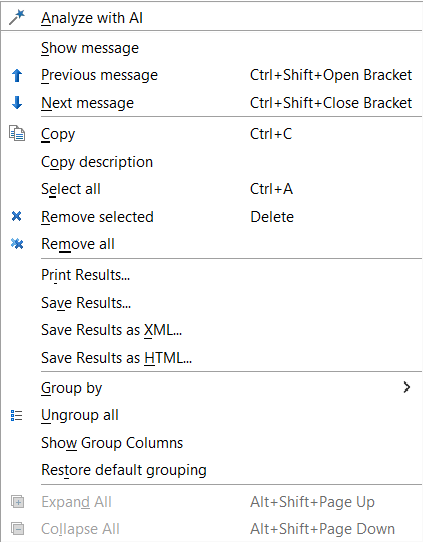 Analyze with AI
Show message
Previous message Ctrl+Shift+Open Bracket
Next message Ctrl+Shift+Close Bracket
Copy Ctrl+C
Copy description
Select all Ctrl+A
Remove selected Delete
Remove all
Print Results...
Save Results...
Save Results as XML...
Save Results as HTML...
Group by
Ungroup all
Show Group Columns
Restore default grouping
Expand All Alt+Shift+Page Up
Collapse All Alt+Shift+Page Down